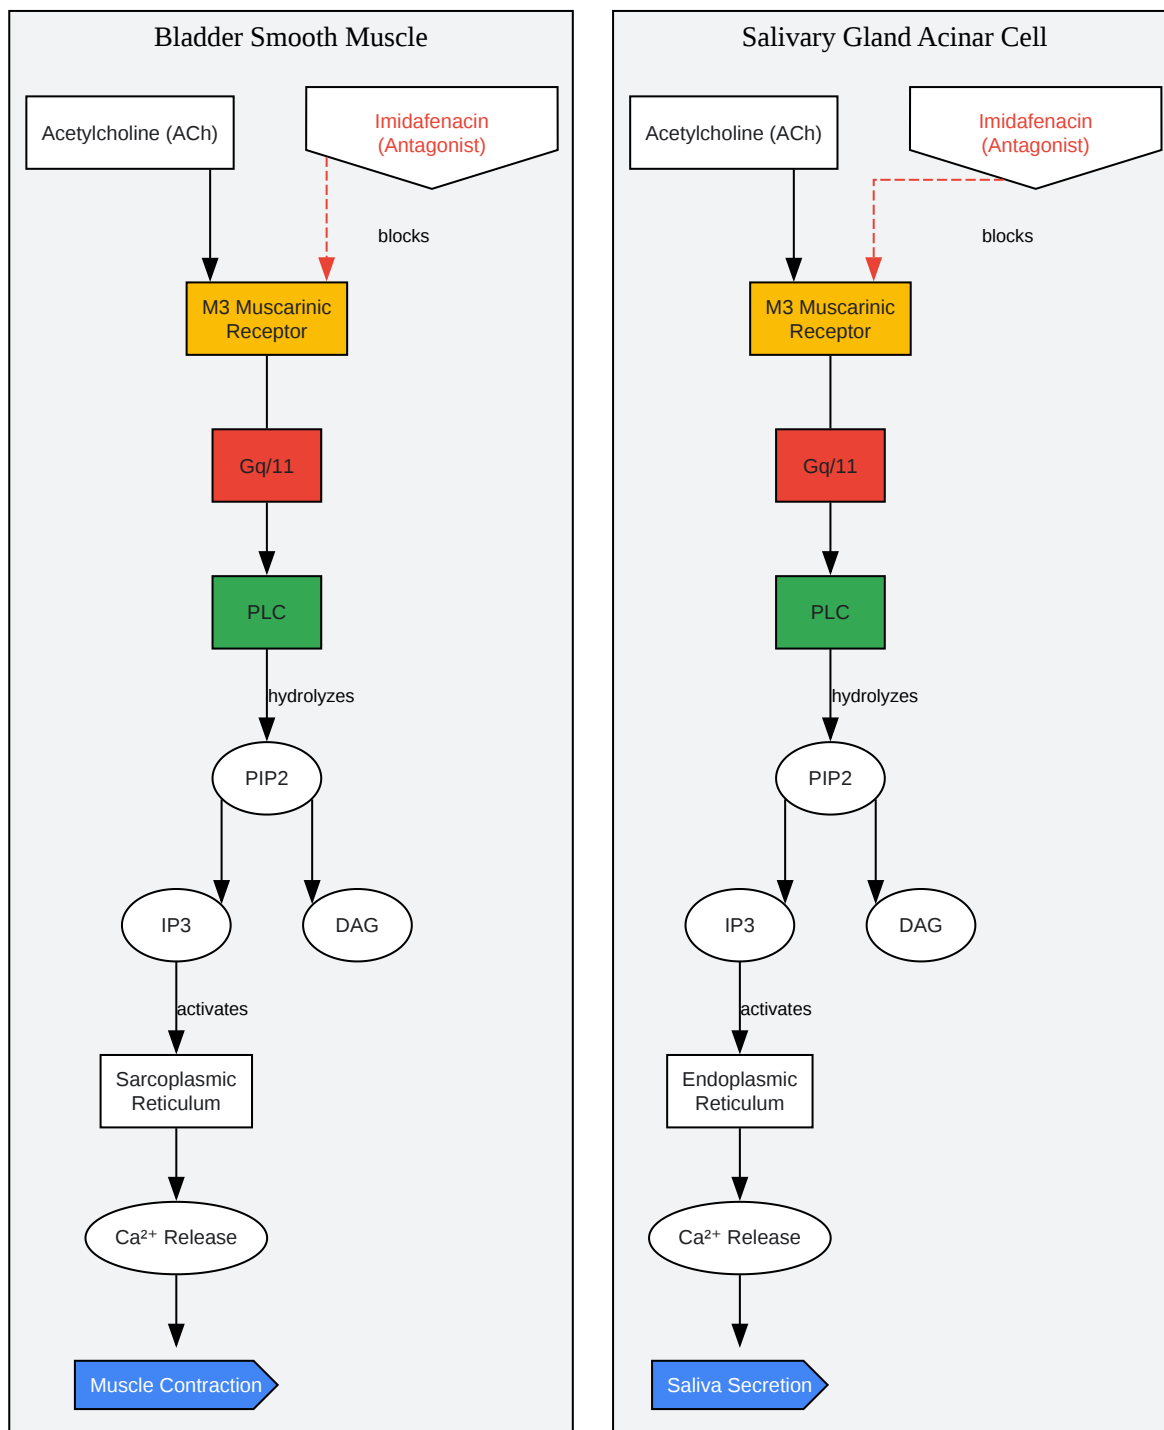 Bladder Smooth Muscle
Acetylcholine (ACh)
Imidafenacin
(Antagonist)
blocks
M3 Muscarinic
Receptor
Gq/11
PLC
hydrolyzes
PIP2
IP3
DAG
activates
Sarcoplasmic
Reticulum
Ca²⁺ Release
Muscle Contraction
Salivary Gland Acinar Cell
Acetylcholine (ACh)
Imidafenacin
(Antagonist)
blocks
M3 Muscarinic
Receptor
Gq/11
PLC
hydrolyzes
PIP2
IP3
DAG
activates
Endoplasmic
Reticulum
Ca²⁺ Release
Saliva Secretion